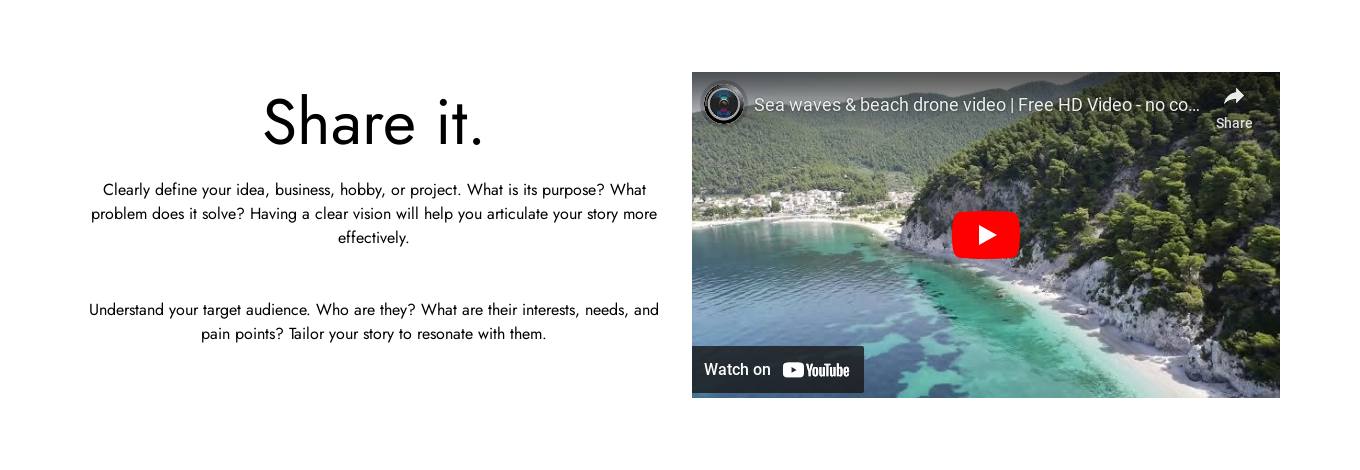 Share it.
Clearly define your idea, business, hobby, or project. What is its purpose? What
problem does it solve? Having a clear vision will help you articulate your story more
effectively.
Understand your target audience. Who are they? What are their interests, needs, and
pain points? Tailor your story to resonate with them.
Sea waves & beach drone video | Free HD Video - no co...
Share
Watch on YouTube